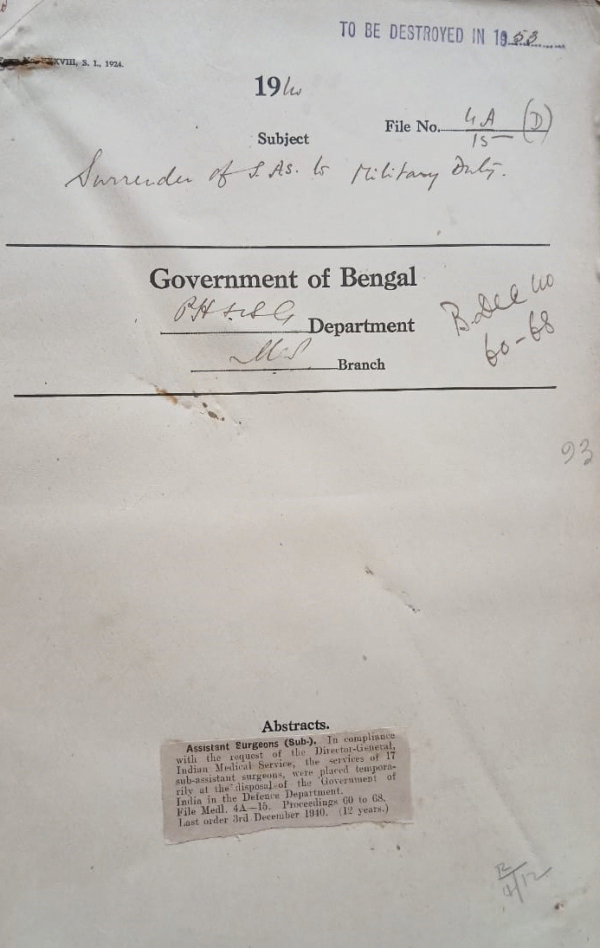 TO BE DESTROYED IN 1953
XVIII, S. I., 1924.
1940
File No. 4A/15 (D)
Subject
Surrender of S. As. to Military Duty.
Government of Bengal
P H & L S G Department
B. Dec 40
60-68
Branch
93
Abstracts.
Assistant Surgeons (Sub-). In compliance
with the request of the Director-General,
Indian Medical Service, the services of 17
sub-assistant surgeons, were placed tempora-
rily at the disposal of the Government of
India in the Defence Department.
File Medl. 4A—15. Proceedings 60 to 68.
Last order 3rd December 1940. (12 years.)